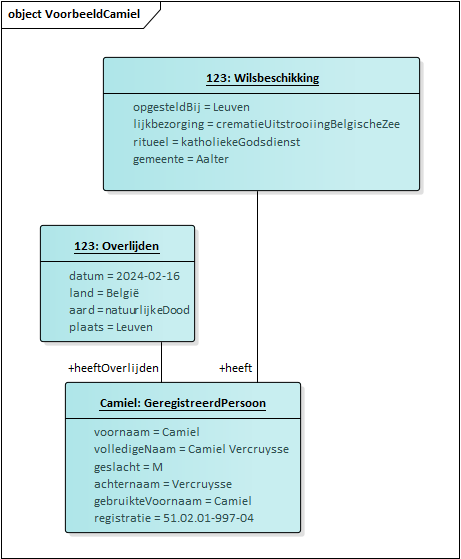 object VoorbeeldCamiel
123: Wilsbeschikking
opgesteldBij = Leuven
lijkbezorging = crematieUitstrooiingBelgischeZee
ritueel = katholiekeGodsdienst
gemeente = Aalter
123: Overlijden
datum = 2024-02-16
land = België
aard =natuurlijkeDood
plaats = Leuven
+heeftOverlijden
+heeft
Camiel: GeregistreerdPersoon
voornaam = Camiel
volledigeNaam = Camiel Vercruysse
geslacht = M
achternaam = Vercruysse
gebruikteVoornaam = Camiel
registratie = 51.02.01-997-04